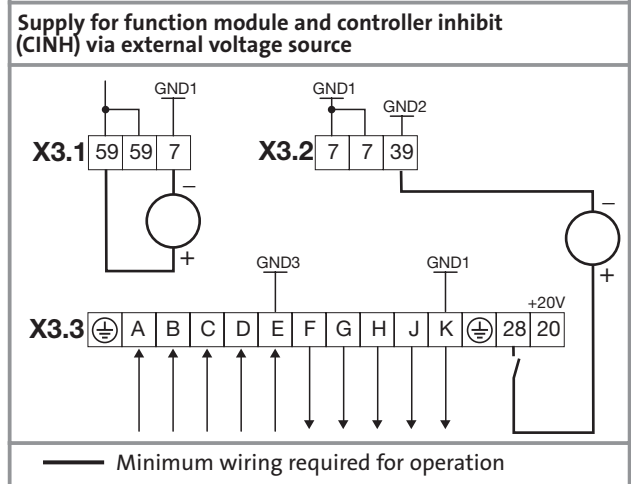 Supply for function module and controller inhibit
(CINH) via external voltage source
GND1 GND1
GND2
X3.1 59 59 7 X3.2 7 7 39
– –
+ +
GND3 GND1
+20V
X3.3 A B C D E F G H J K 28 20
Minimum wiring required for operation